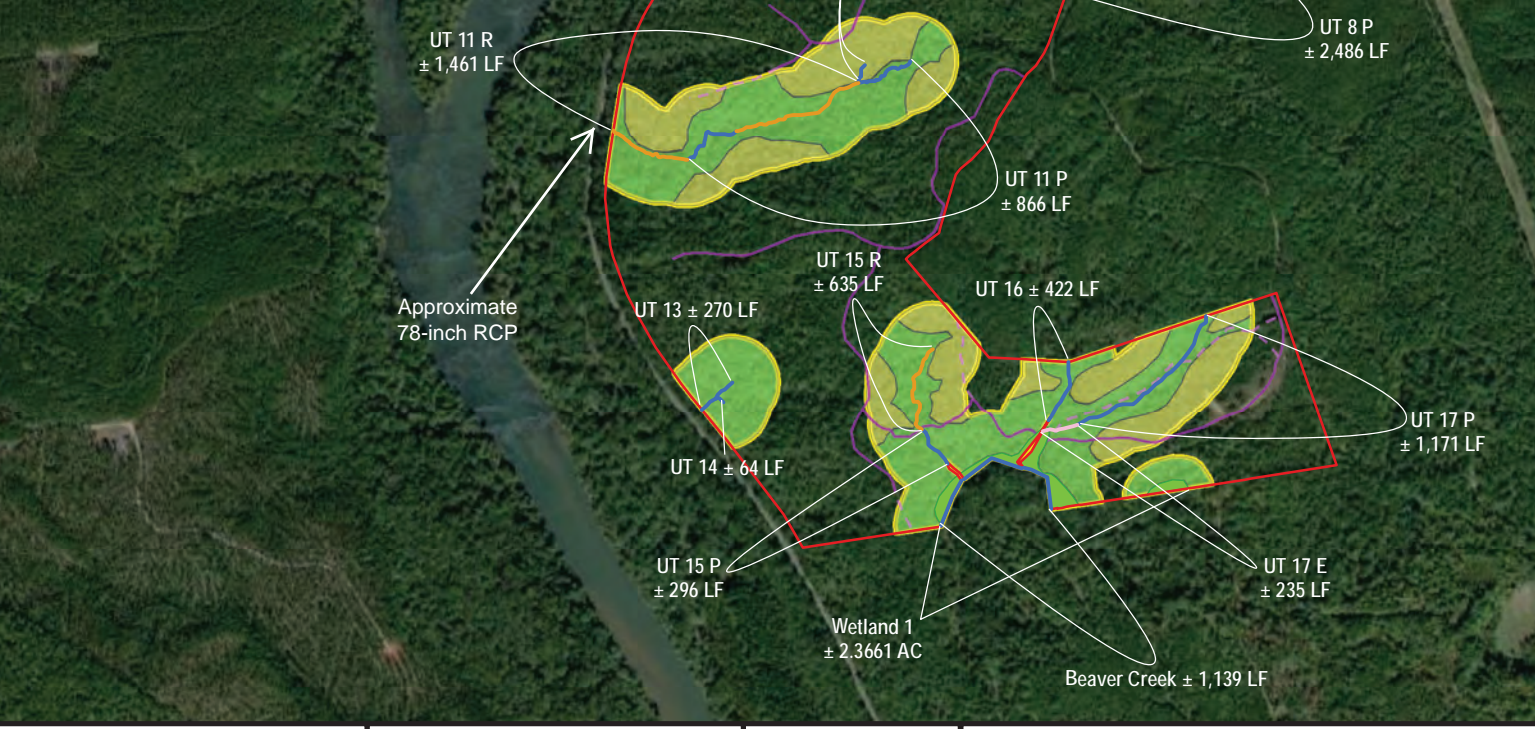 UT 8 P
± 2,486 LF
UT 11 R
± 1,461 LF
UT 11 P
± 866 LF
UT 15 R
± 635 LF
UT 16 ± 422 LF
Approximate
78-inch RCP
UT 13 ± 270 LF
UT 17 P
± 1,171 LF
UT 14 ± 64 LF
UT 15 P
± 296 LF
UT 17 E
± 235 LF
Wetland 1
± 2.3661 AC
Beaver Creek ± 1,139 LF